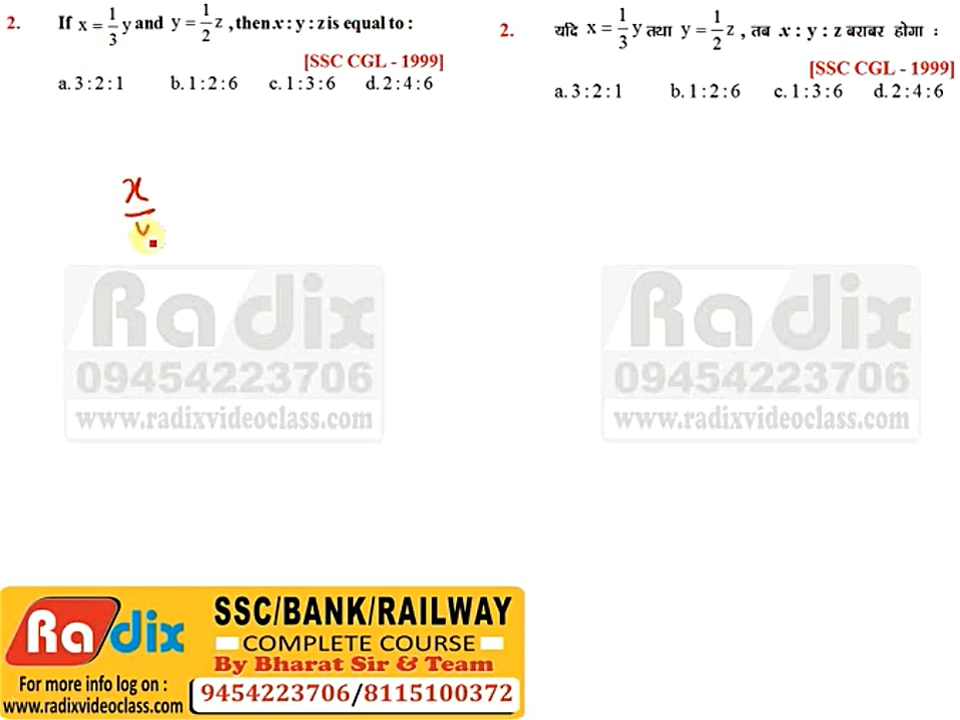 2. If x = 1/3 y and y = 1/2 z , then x : y : z is equal to :
[SSC CGL - 1999]
a. 3 : 2 : 1 b. 1 : 2 : 6 c. 1 : 3 : 6 d. 2 : 4 : 6
2. यदि x = 1/3 y तथा y = 1/2 z , तब x : y : z बराबर होगा :
[SSC CGL - 1999]
a. 3 : 2 : 1 b. 1 : 2 : 6 c. 1 : 3 : 6 d. 2 : 4 : 6
x
Radix
09454223706
www.radixvideoclass.com
Radix
09454223706
www.radixvideoclass.com
Radix
For more info log on :
www.radixvideoclass.com
SSC/BANK/RAILWAY
COMPLETE COURSE
By Bharat Sir & Team
9454223706/8115100372